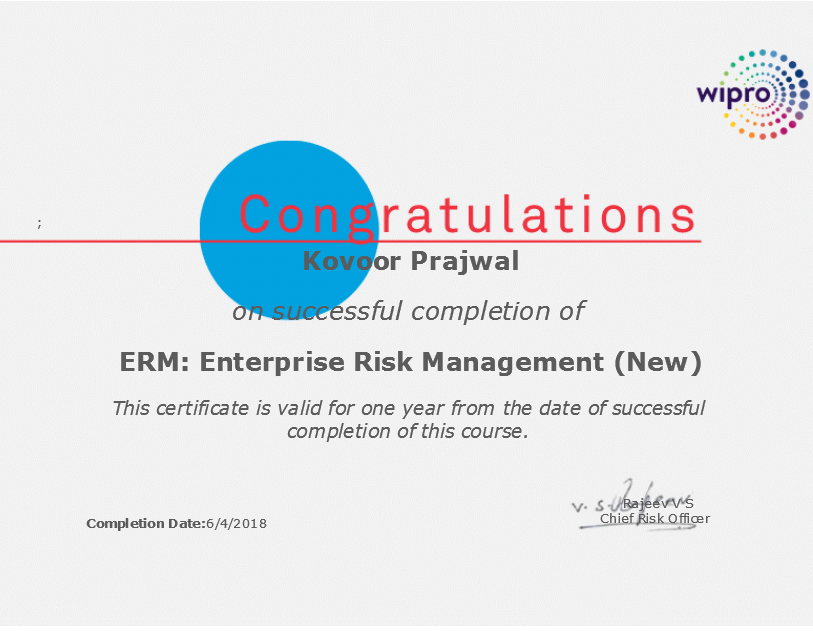 wipro
Congratulations
;
Kovoor Prajwal
on successful completion of
ERM: Enterprise Risk Management (New)
This certificate is valid for one year from the date of successful
completion of this course.
V. S.
Rajeev V S
Chief Risk Officer
Completion Date:6/4/2018